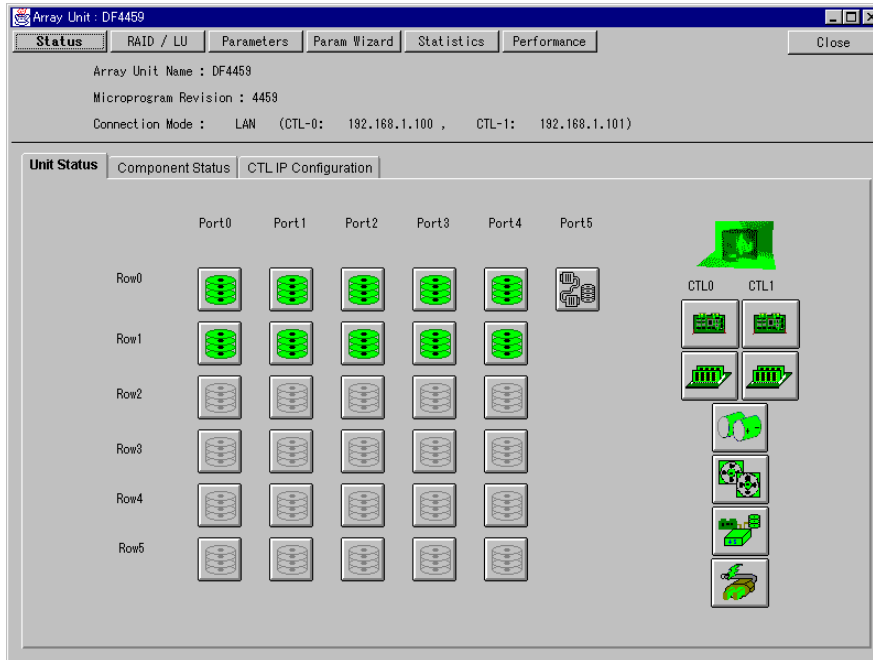 Array Unit : DF4459
Status RAID / LU Parameters Param Wizard Statistics Performance Close
Array Unit Name : DF4459
Microprogram Revision : 4459
Connection Mode : LAN (CTL-0: 192.168.1.100 , CTL-1: 192.168.1.101)
Unit Status Component Status CTL IP Configuration
Port0 Port1 Port2 Port3 Port4 Port5
Row0
CTL0 CTL1
Row1
Row2
Row3
Row4
Row5